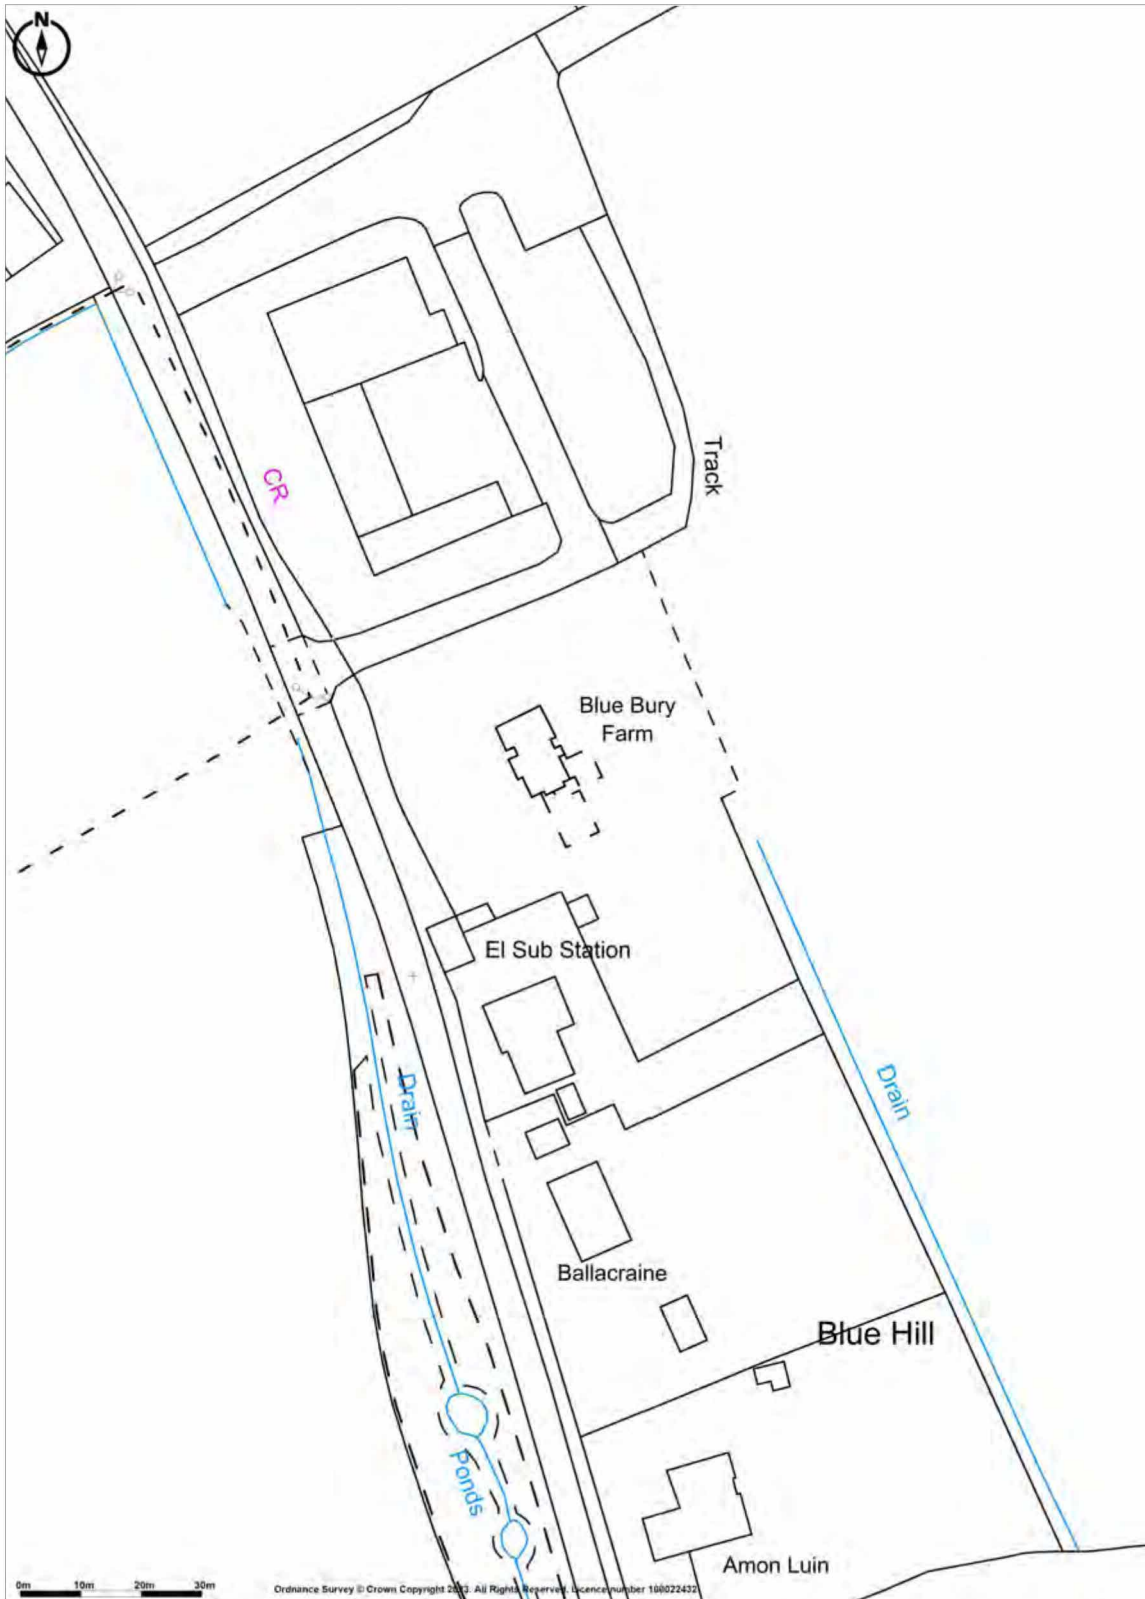 N
CR
Track
Blue Bury
Farm
El Sub Station
Drain
Drain
Ballacraine
Blue Hill
Ponds
Amon Luin
0m 10m 20m 30m
Ordnance Survey © Crown Copyright 2023. All Rights Reserved. Licence number 100022432